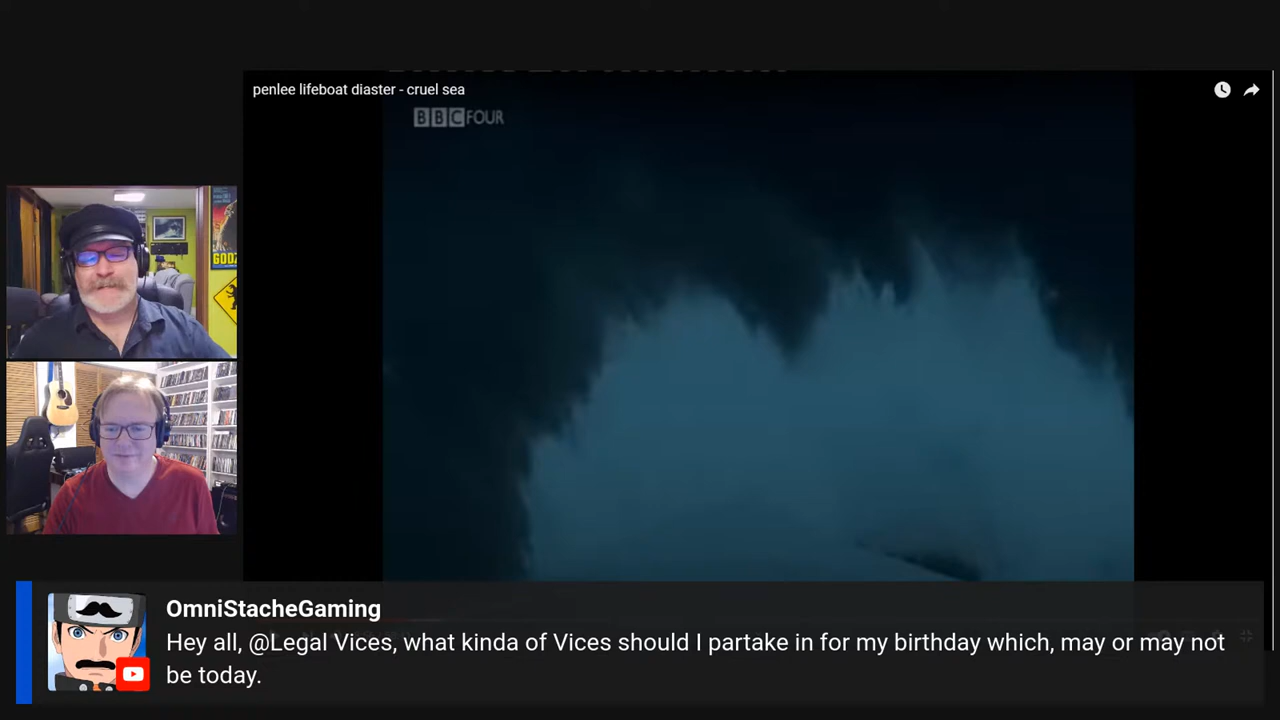 penlee lifeboat diaster - cruel sea
BBC FOUR
GODZ
OmniStacheGaming
Hey all, @Legal Vices, what kinda of Vices should I partake in for my birthday which, may or may not
be today.